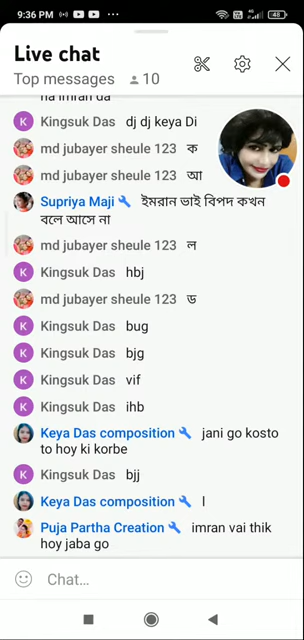 9:36 PM
48
Live chat
Top messages 10
na imran da
K Kingsuk Das dj dj keya Di
md jubayer sheule 123 ক
md jubayer sheule 123 আ
Supriya Maji ইমরান ভাই বিপদ কখন
বলে আসে না
md jubayer sheule 123 ল
K Kingsuk Das hbj
md jubayer sheule 123 ড
K Kingsuk Das bug
K Kingsuk Das bjg
K Kingsuk Das vif
K Kingsuk Das ihb
Keya Das composition jani go kosto
to hoy ki korbe
K Kingsuk Das bjj
Keya Das composition l
Puja Partha Creation imran vai thik
hoy jaba go
Chat...